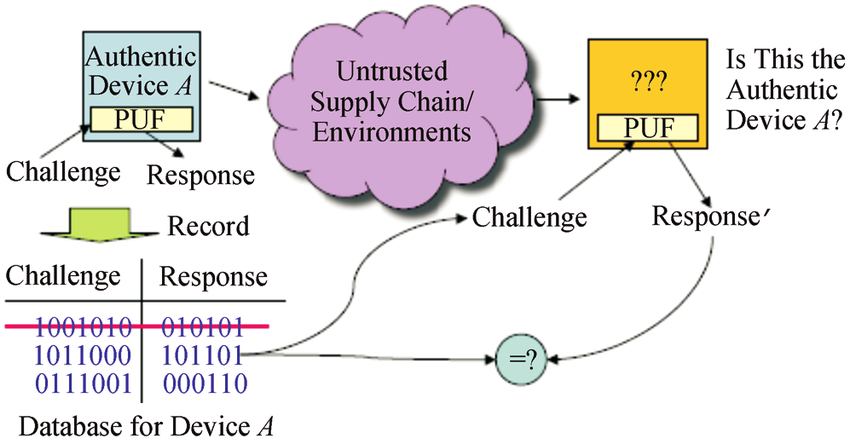 Authentic
Device A
PUF
Challenge
Response
Untrusted
Supply Chain/
Environments
???
PUF
Is This the
Authentic
Device A?
Challenge
Response′
Record
Challenge Response
1001010 010101
1011000 101101
0111001 000110
=?
Database for Device A